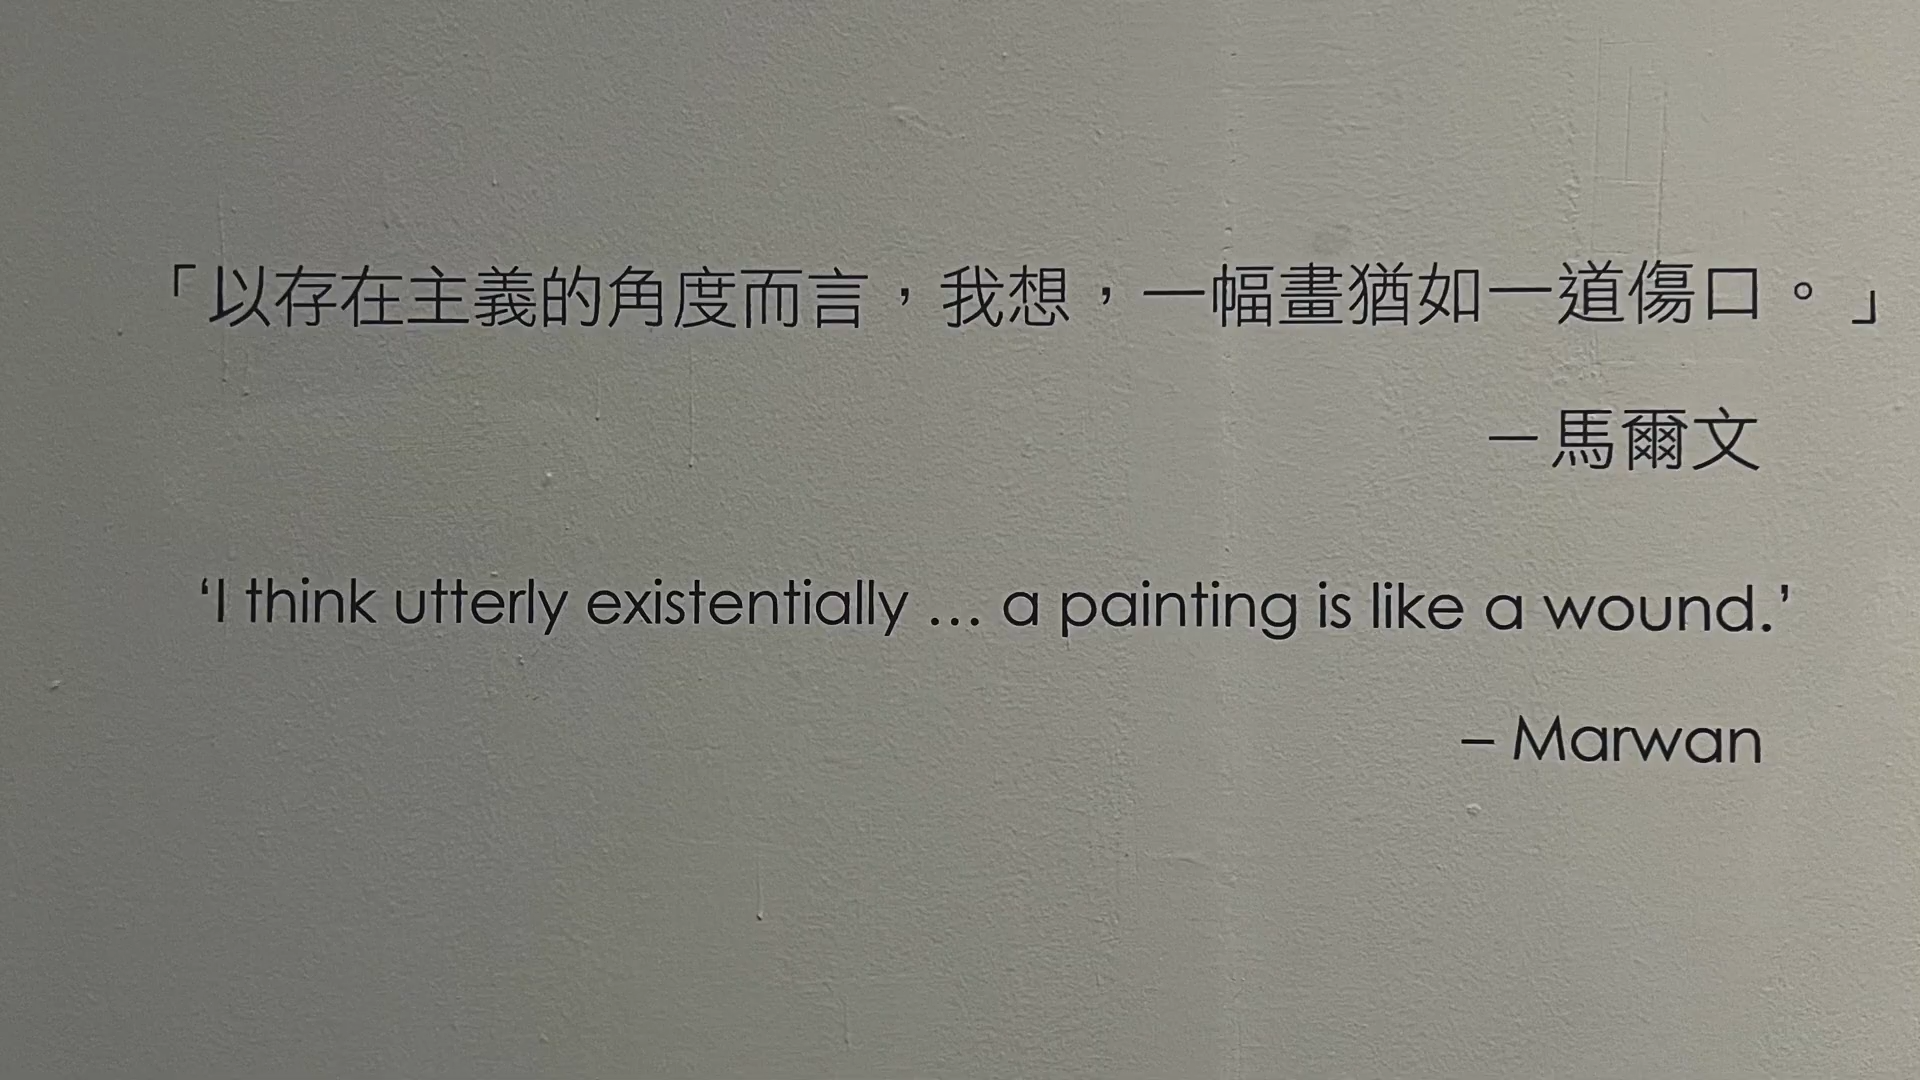 「以存在主義的角度而言，我想，一幅畫猶如一道傷口。」
－馬爾文
‘I think utterly existentially … a painting is like a wound.’
– Marwan